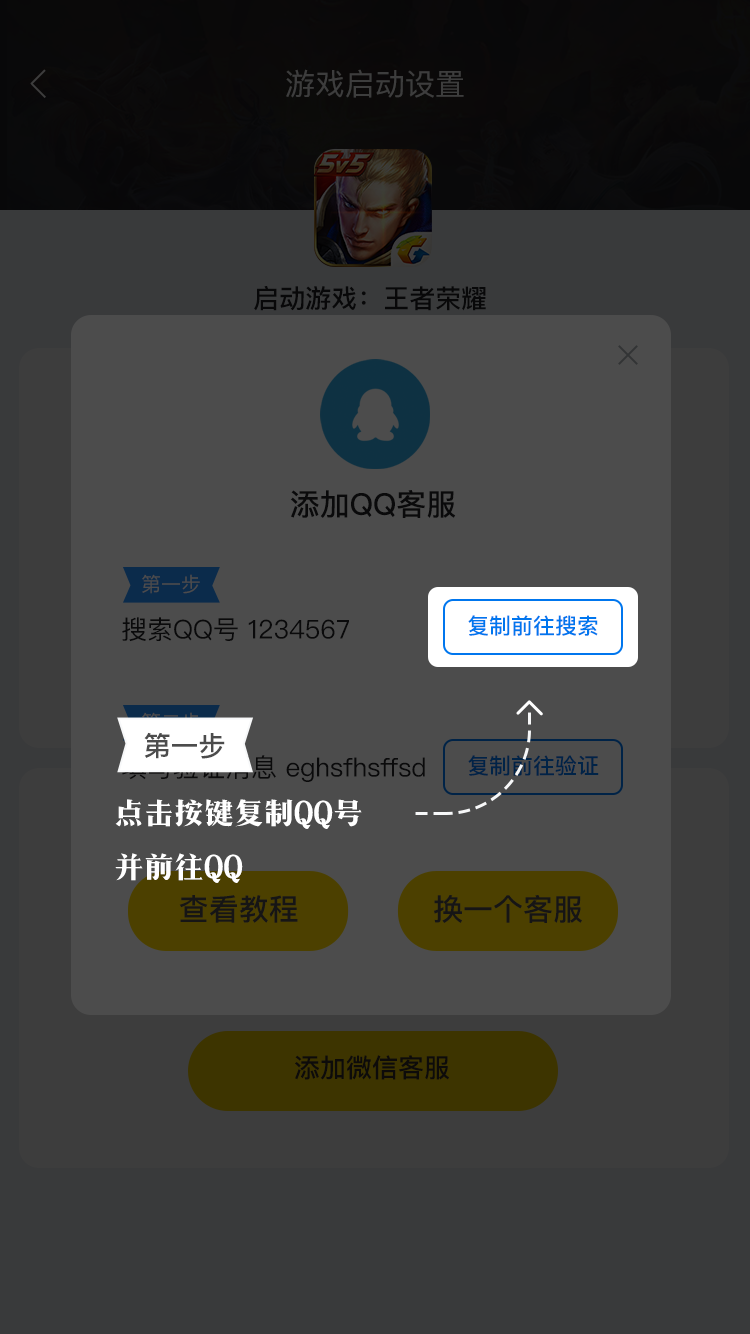 游戏启动设置
5v5
启动游戏：王者荣耀
添加QQ客服
第一步
搜索QQ号 1234567
复制前往搜索
第一步
eghsfhsffsd
复制前往验证
点击按键复制QQ号
并前往QQ
查看教程
换一个客服
添加微信客服